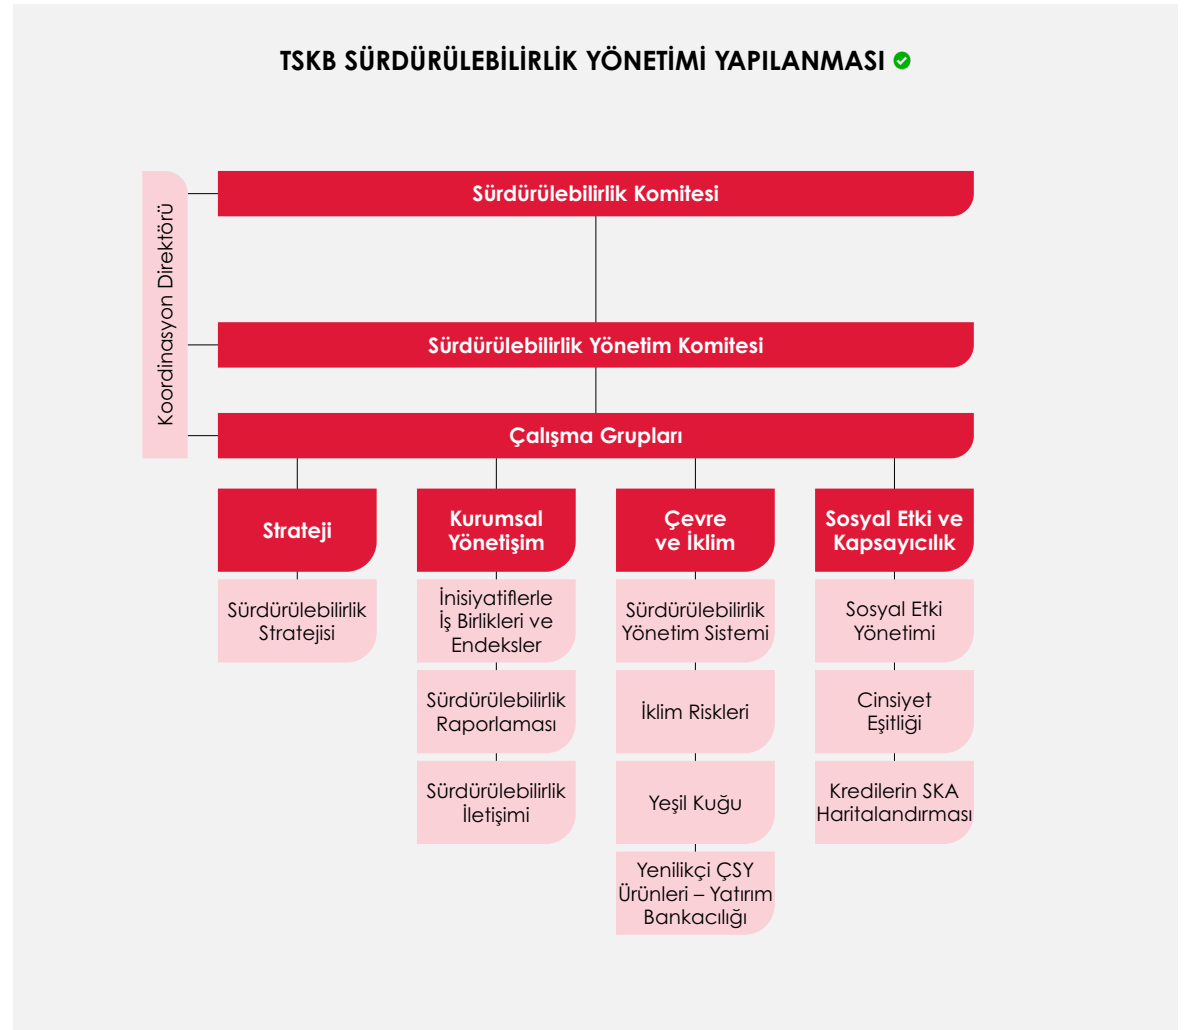 TSKB SÜRDÜRÜLEBİLİRLİK YÖNETİMİ YAPILANMASI
Koordinasyon Direktörü
Sürdürülebilirlik Komitesi
Sürdürülebilirlik Yönetim Komitesi
Çalışma Grupları
Strateji
Sürdürülebilirlik
Stratejisi
Kurumsal
Yönetişim
İnisiyatiflerle
İş Birlikleri ve
Endeksler
Sürdürülebilirlik
Raporlaması
Sürdürülebilirlik
İletişimi
Çevre
ve İklim
Sürdürülebilirlik
Yönetim Sistemi
İklim Riskleri
Yeşil Kuğu
Yenilikçi ÇSY
Ürünleri – Yatırım
Bankacılığı
Sosyal Etki ve
Kapsayıcılık
Sosyal Etki
Yönetimi
Cinsiyet
Eşitliği
Kredilerin SKA
Haritalandırması